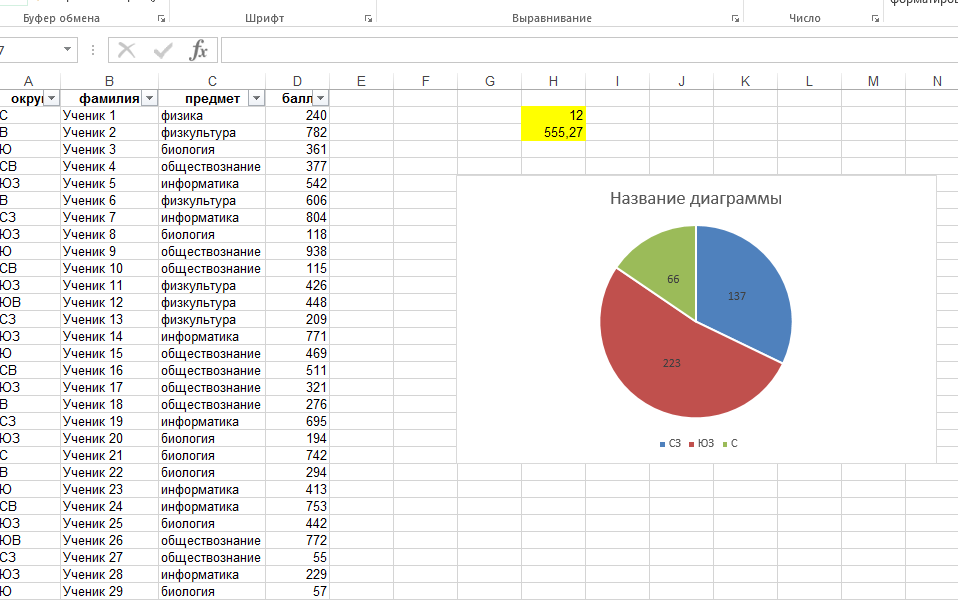 Буфер обмена Шрифт Выравнивание Число
7 fx
A B C D E F G H I J K L M N
округ фамилия предмет балл
С Ученик 1 физика 240 12
В Ученик 2 физкультура 782 555,27
Ю Ученик 3 биология 361
СВ Ученик 4 обществознание 377
ЮЗ Ученик 5 информатика 542
В Ученик 6 физкультура 606
СЗ Ученик 7 информатика 804
ЮЗ Ученик 8 биология 118
Ю Ученик 9 обществознание 938
СВ Ученик 10 обществознание 115
ЮЗ Ученик 11 физкультура 426
ЮВ Ученик 12 физкультура 448
СЗ Ученик 13 физкультура 209
ЮЗ Ученик 14 информатика 771
Ю Ученик 15 обществознание 469
СВ Ученик 16 обществознание 511
ЮЗ Ученик 17 обществознание 321
В Ученик 18 обществознание 276
СЗ Ученик 19 информатика 695
ЮЗ Ученик 20 биология 194
С Ученик 21 биология 742
В Ученик 22 биология 294
Ю Ученик 23 информатика 413
СВ Ученик 24 информатика 753
ЮЗ Ученик 25 биология 442
ЮВ Ученик 26 обществознание 772
СЗ Ученик 27 обществознание 55
ЮЗ Ученик 28 информатика 229
Ю Ученик 29 биология 57
Название диаграммы
66
137
223
СЗ ЮЗ С